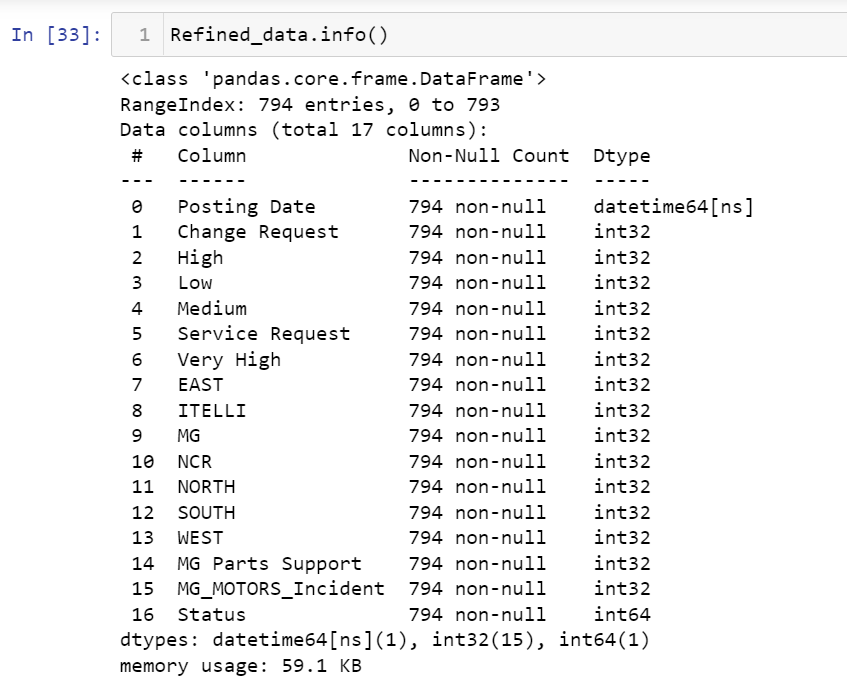 In [33]: 1 Refined_data.info()
<class 'pandas.core.frame.DataFrame'>
RangeIndex: 794 entries, 0 to 793
Data columns (total 17 columns):
 #   Column              Non-Null Count  Dtype
---  ------              --------------  -----
 0   Posting Date        794 non-null    datetime64[ns]
 1   Change Request      794 non-null    int32
 2   High                794 non-null    int32
 3   Low                 794 non-null    int32
 4   Medium              794 non-null    int32
 5   Service Request     794 non-null    int32
 6   Very High           794 non-null    int32
 7   EAST                794 non-null    int32
 8   ITELLI              794 non-null    int32
 9   MG                  794 non-null    int32
 10  NCR                 794 non-null    int32
 11  NORTH               794 non-null    int32
 12  SOUTH               794 non-null    int32
 13  WEST                794 non-null    int32
 14  MG Parts Support    794 non-null    int32
 15  MG_MOTORS_Incident  794 non-null    int32
 16  Status              794 non-null    int64
dtypes: datetime64[ns](1), int32(15), int64(1)
memory usage: 59.1 KB